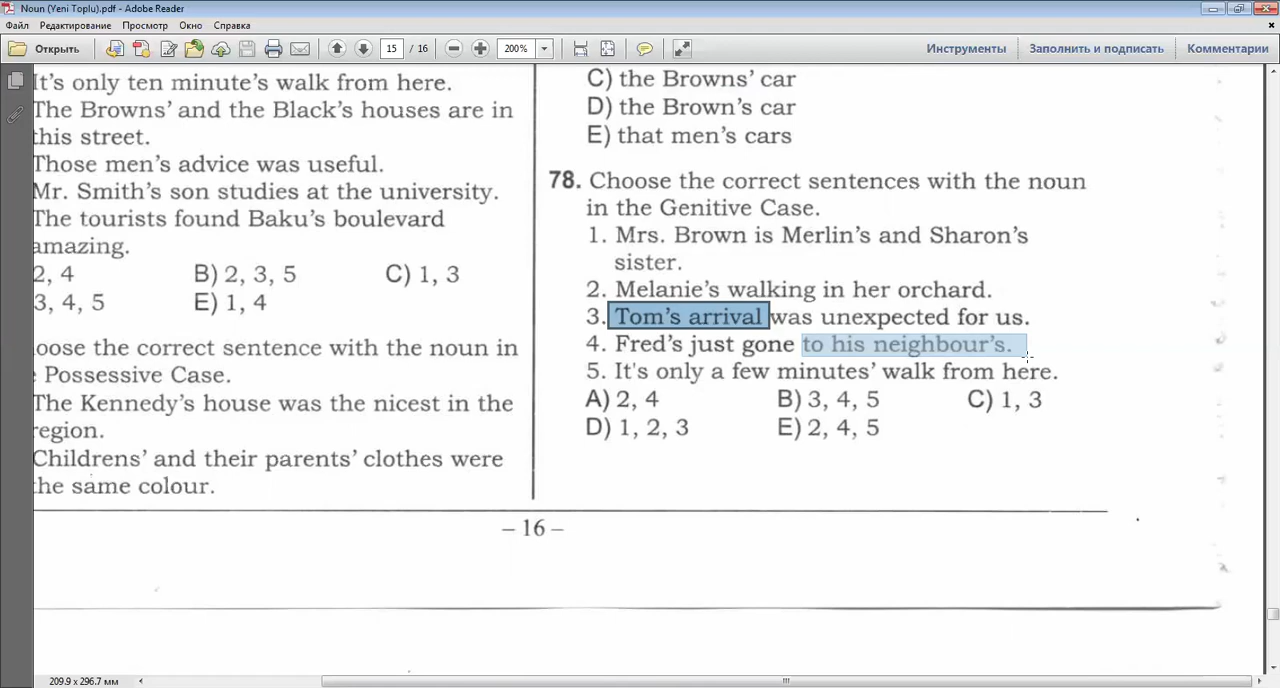 Noun (Yeni Toplu).pdf - Adobe Reader
Файл Редактирование Просмотр Окно Справка
Открыть 15 / 16 200% Инструменты Заполнить и подписать Комментарии
It's only ten minute's walk from here.
The Browns' and the Black's houses are in
this street.
Those men's advice was useful.
Mr. Smith's son studies at the university.
The tourists found Baku's boulevard
amazing.
2, 4 B) 2, 3, 5 C) 1, 3
3, 4, 5 E) 1, 4
oose the correct sentence with the noun in
Possessive Case.
The Kennedy's house was the nicest in the
region.
Childrens' and their parents' clothes were
the same colour.
C) the Browns' car
D) the Brown's car
E) that men's cars
78. Choose the correct sentences with the noun
in the Genitive Case.
1. Mrs. Brown is Merlin's and Sharon's
sister.
2. Melanie's walking in her orchard.
3. Tom's arrival was unexpected for us.
4. Fred's just gone to his neighbour's.
5. It's only a few minutes' walk from here.
A) 2, 4 B) 3, 4, 5 C) 1, 3
D) 1, 2, 3 E) 2, 4, 5
– 16 –
209.9 x 296.7 мм